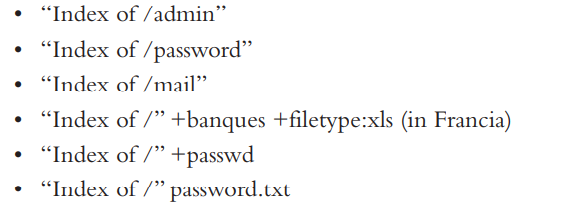 • “Index of /admin”
• “Index of /password”
• “Index of /mail”
• “Index of /” +banques +filetype:xls (in Francia)
• “Index of /” +passwd
• “Index of /” password.txt